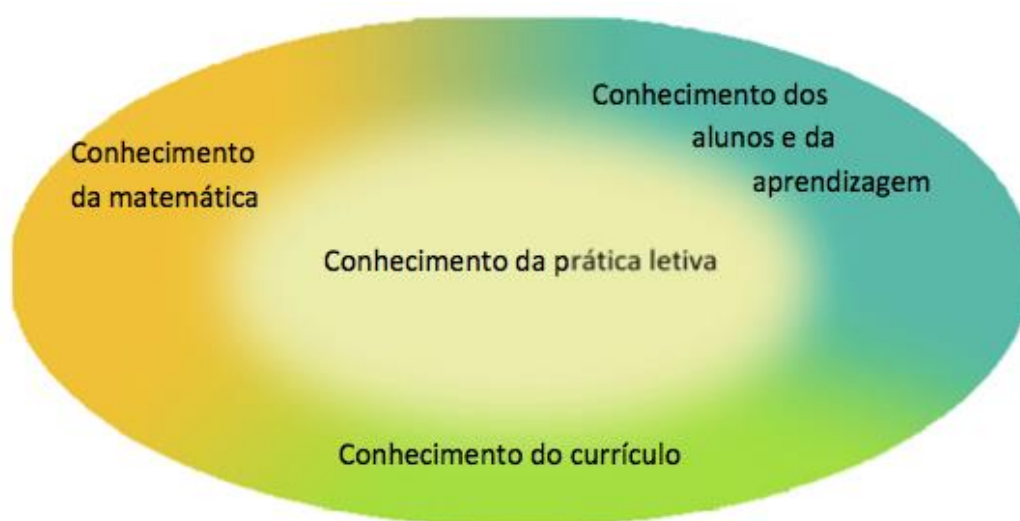 Conhecimento
da matemática
Conhecimento dos
alunos e da
aprendizagem
Conhecimento da prática letiva
Conhecimento do currículo